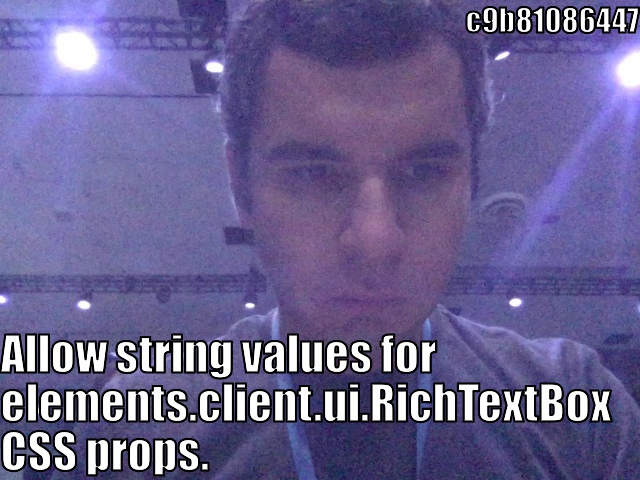 c9b81086447
Allow string values for
elements.client.ui.RichTextBox
CSS props.